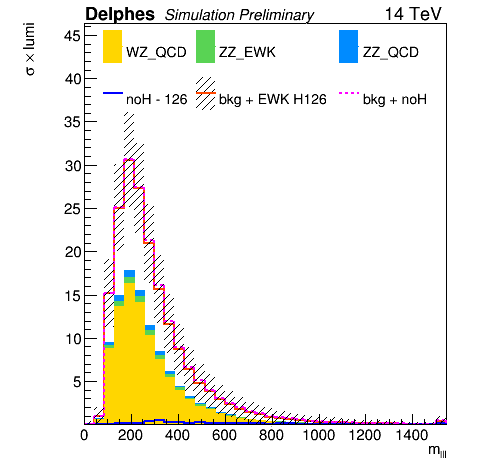 Delphes Simulation Preliminary 14 TeV
σ × lumi
WZ_QCD ZZ_EWK ZZ_QCD
noH - 126 bkg + EWK H126 bkg + noH
45
40
35
30
25
20
15
10
5
0 200 400 600 800 1000 1200 1400
m_lll